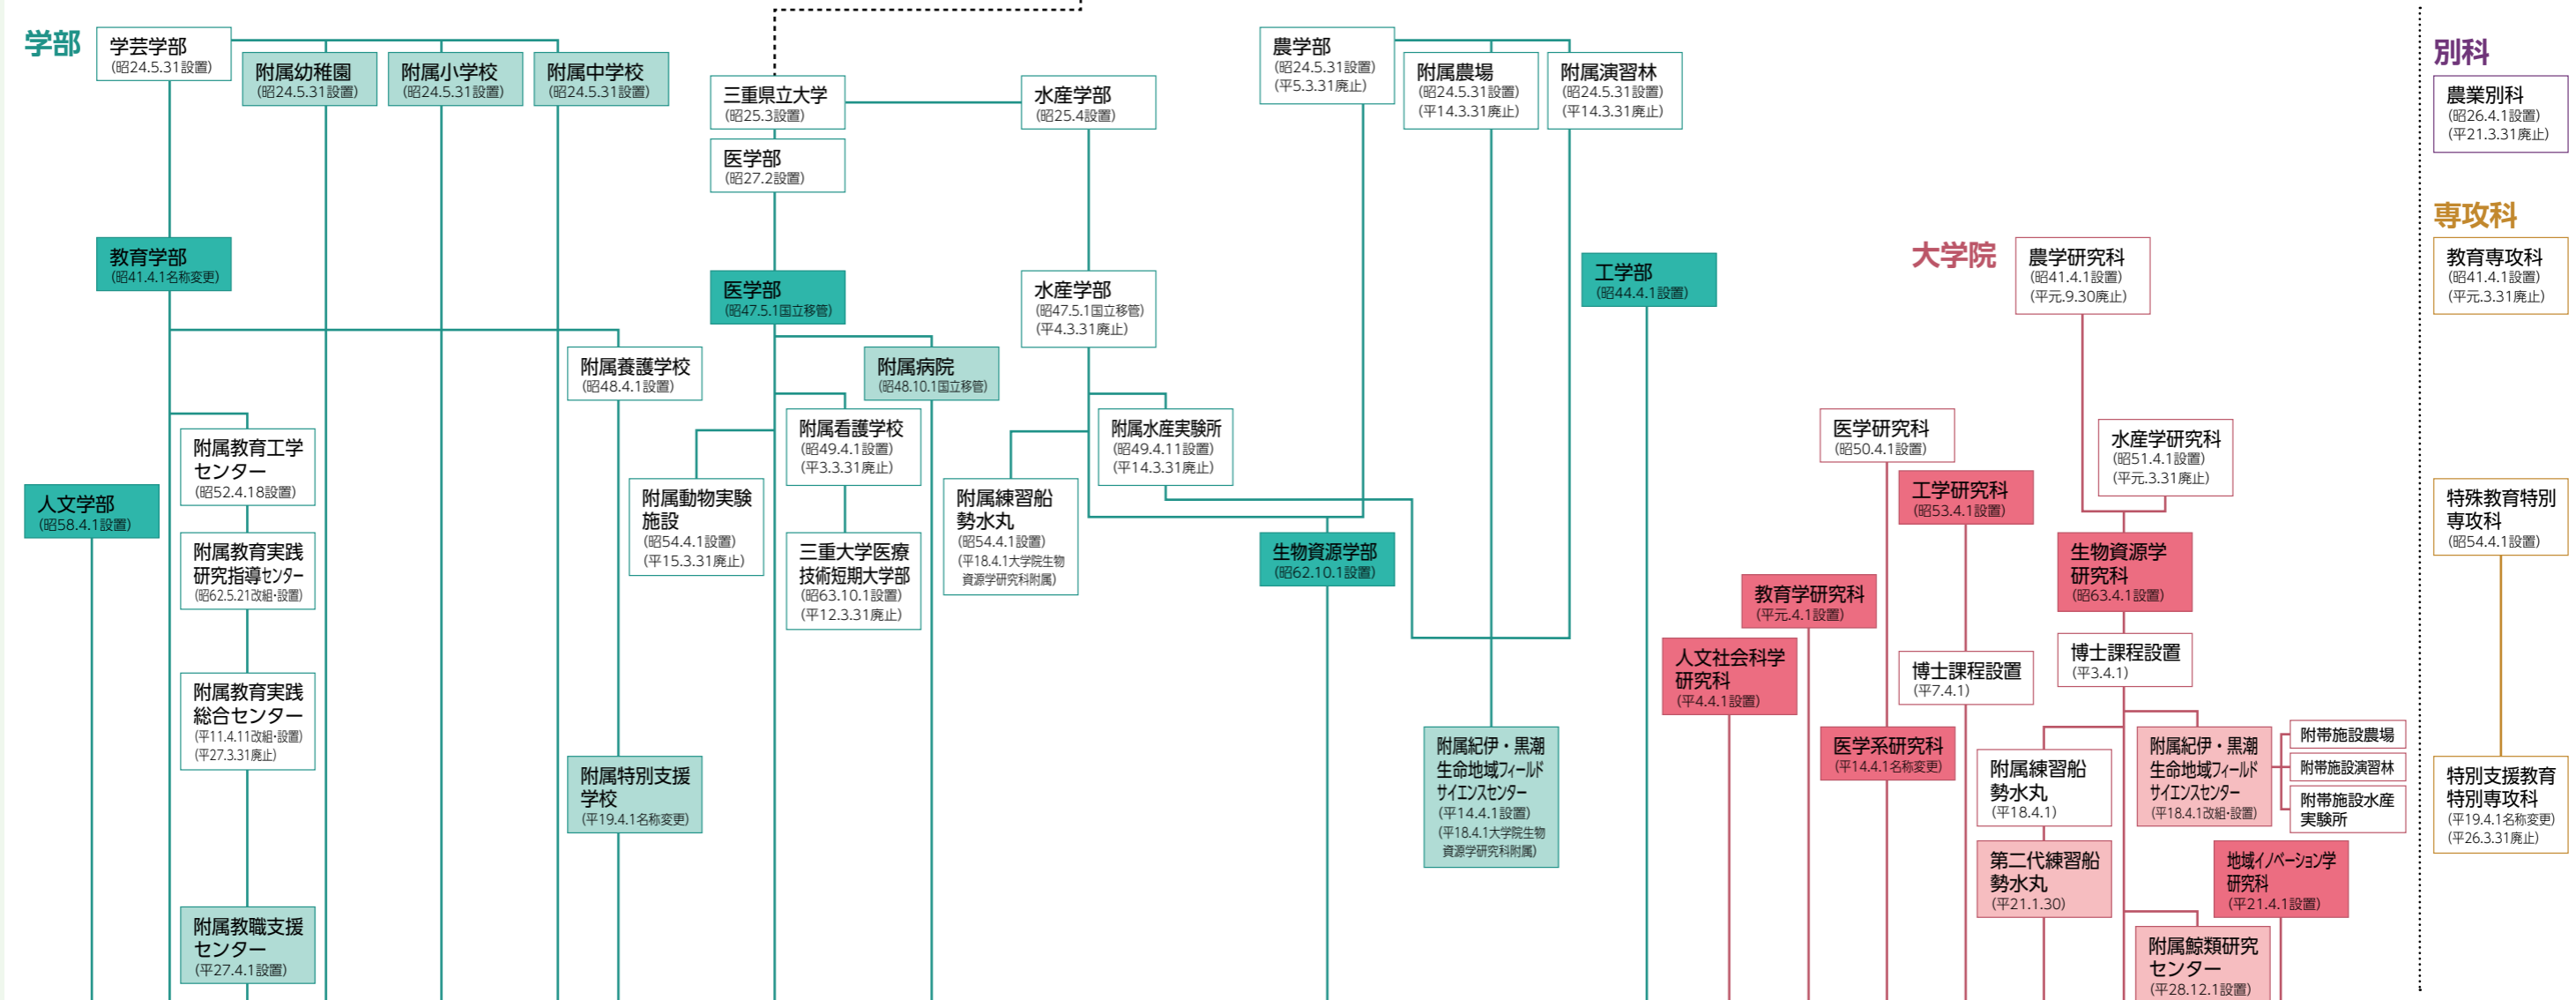 学部
学芸学部
(昭24.5.31設置)
附属幼稚園
(昭24.5.31設置)
附属小学校
(昭24.5.31設置)
附属中学校
(昭24.5.31設置)
教育学部
(昭41.4.1名称変更)
附属養護学校
(昭48.4.1設置)
附属教育工学
センター
(昭52.4.18設置)
人文学部
(昭58.4.1設置)
附属教育実践
研究指導センター
(昭62.5.21改組・設置)
附属教育実践
総合センター
(平11.4.11改組・設置)
(平27.3.31廃止)
附属特別支援
学校
(平19.4.1名称変更)
附属教職支援
センター
(平27.4.1設置)
三重県立大学
(昭25.3設置)
医学部
(昭27.2設置)
水産学部
(昭25.4設置)
医学部
(昭47.5.1国立移管)
水産学部
(昭47.5.1国立移管)
(平4.3.31廃止)
附属病院
(昭48.10.1国立移管)
附属看護学校
(昭49.4.1設置)
(平3.3.31廃止)
附属水産実験所
(昭49.4.11設置)
(平14.3.31廃止)
附属動物実験
施設
(昭54.4.1設置)
(平15.3.31廃止)
三重大学医療
技術短期大学部
(昭63.10.1設置)
(平12.3.31廃止)
附属練習船
勢水丸
(昭54.4.1設置)
(平18.4.1大学院生物
資源学研究科附属)
農学部
(昭24.5.31設置)
(平5.3.31廃止)
附属農場
(昭24.5.31設置)
(平14.3.31廃止)
附属演習林
(昭24.5.31設置)
(平14.3.31廃止)
工学部
(昭44.4.1設置)
生物資源学部
(昭62.10.1設置)
附属紀伊・黒潮
生命地域フィールド
サイエンスセンター
(平14.4.1設置)
(平18.4.1大学院生物
資源学研究科附属)
大学院
農学研究科
(昭41.4.1設置)
(平元.9.30廃止)
医学研究科
(昭50.4.1設置)
水産学研究科
(昭51.4.1設置)
(平元.3.31廃止)
工学研究科
(昭53.4.1設置)
生物資源学
研究科
(昭63.4.1設置)
教育学研究科
(平元.4.1設置)
人文社会科学
研究科
(平4.4.1設置)
博士課程設置
(平7.4.1)
博士課程設置
(平3.4.1)
医学系研究科
(平14.4.1名称変更)
附属練習船
勢水丸
(平18.4.1)
附属紀伊・黒潮
生命地域フィールド
サイエンスセンター
(平18.4.1改組・設置)
附帯施設農場
附帯施設演習林
附帯施設水産
実験所
第二代練習船
勢水丸
(平21.1.30)
地域イノベーション学
研究科
(平21.4.1設置)
附属鯨類研究
センター
(平28.12.1設置)
別科
農業別科
(昭26.4.1設置)
(平21.3.31廃止)
専攻科
教育専攻科
(昭41.4.1設置)
(平元.3.31廃止)
特殊教育特別
専攻科
(昭54.4.1設置)
特別支援教育
特別専攻科
(平19.4.1名称変更)
(平26.3.31廃止)